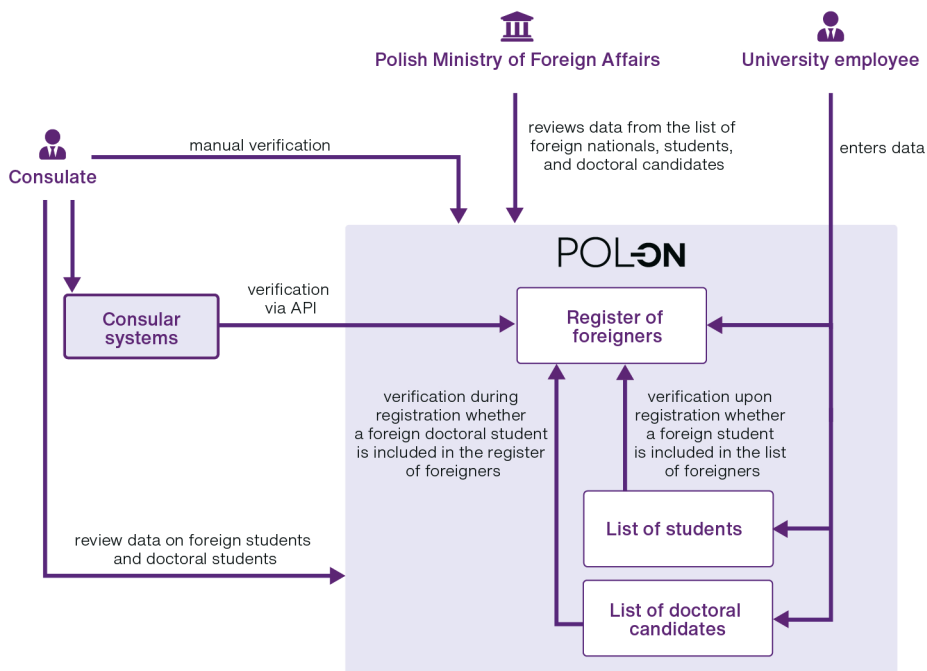 Polish Ministry of Foreign Affairs
University employee
reviews data from the list of
foreign nationals, students,
and doctoral candidates
enters data
manual verification
Consulate
POL-ON
verification
via API
Consular
systems
Register of
foreigners
verification during
registration whether
a foreign doctoral student
is included in the register
of foreigners
verification upon
registration whether
a foreign student
is included in the list
of foreigners
List of students
review data on foreign students
and doctoral students
List of doctoral
candidates